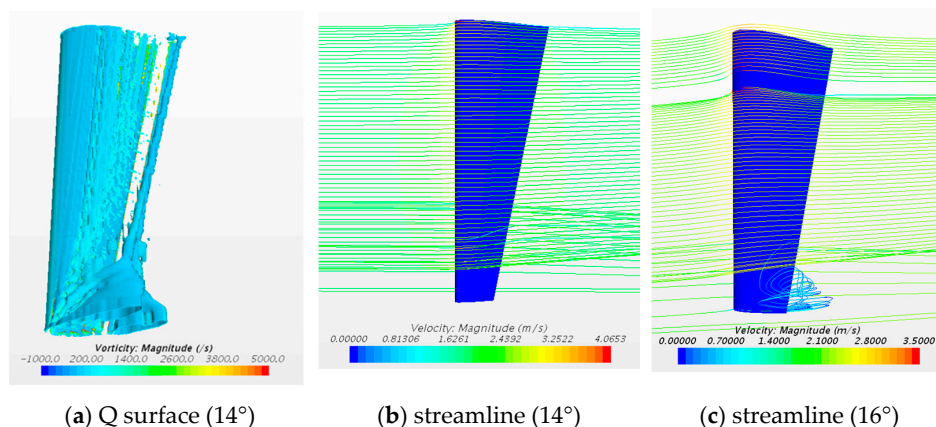 Vorticity: Magnitude (/s)
−1000.0 200.00 1400.0 2600.0 3800.0 5000.0
Velocity: Magnitude (m/s)
0.00000 0.81306 1.6261 2.4392 3.2522 4.0653
Velocity: Magnitude (m/s)
0.00000 0.70000 1.4000 2.1000 2.8000 3.5000
(a) Q surface (14°)
(b) streamline (14°)
(c) streamline (16°)